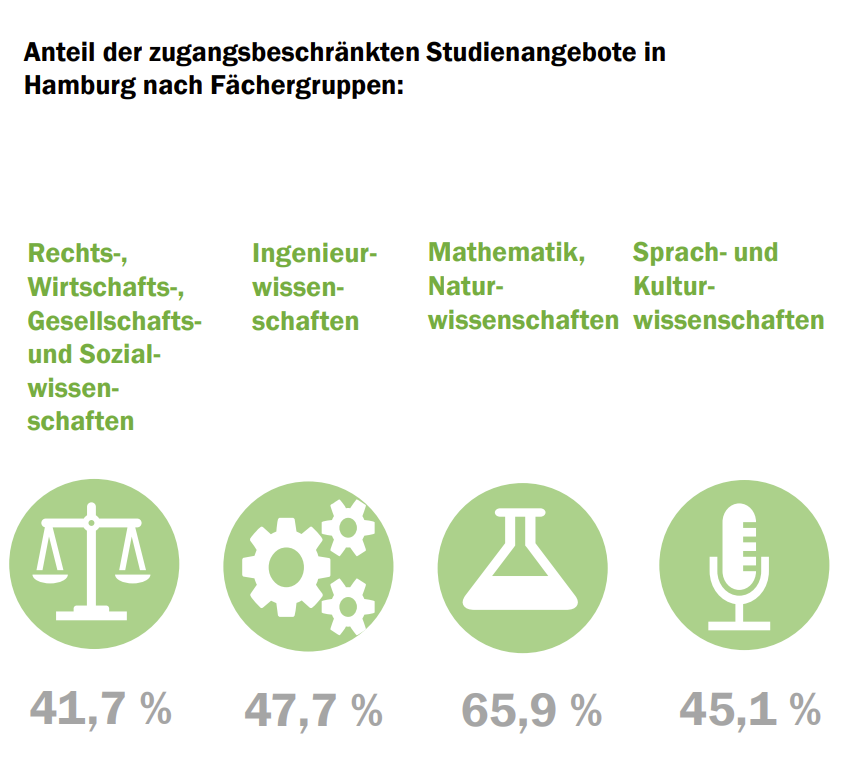 Anteil der zugangsbeschränkten Studienangebote in
Hamburg nach Fächergruppen:
Rechts-,
Wirtschafts-,
Gesellschafts-
und Sozial-
wissen-
schaften
Ingenieur-
wissen-
schaften
Mathematik,
Natur-
wissenschaften
Sprach- und
Kultur-
wissenschaften
41,7 %
47,7 %
65,9 %
45,1 %